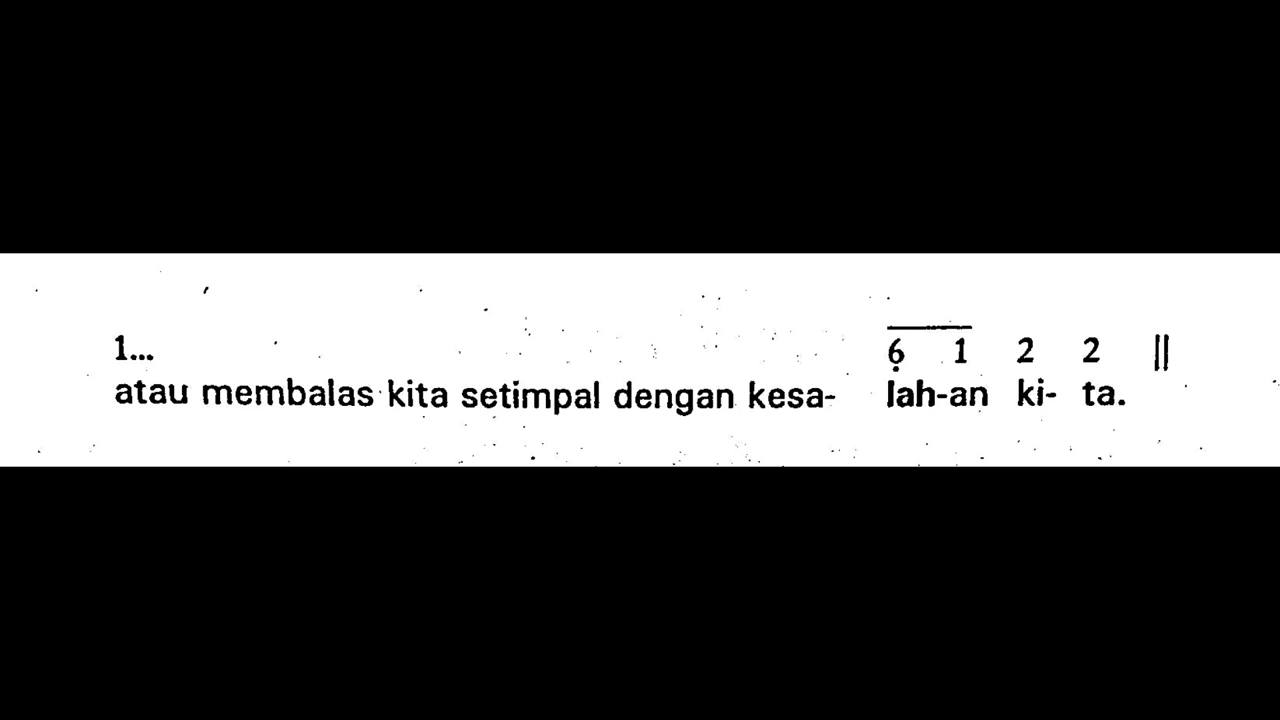 1... 6̣ 1 2 2 ||
atau membalas kita setimpal dengan kesa- lah-an ki- ta.